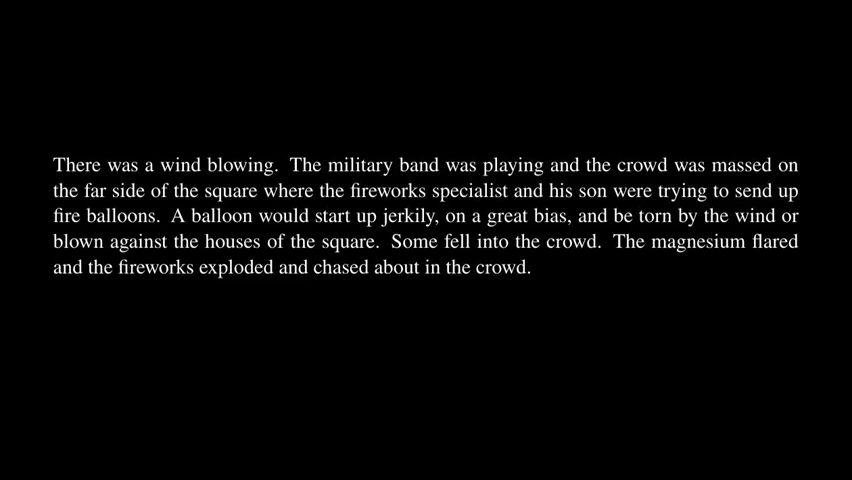 There was a wind blowing. The military band was playing and the crowd was massed on
the far side of the square where the fireworks specialist and his son were trying to send up
fire balloons. A balloon would start up jerkily, on a great bias, and be torn by the wind or
blown against the houses of the square. Some fell into the crowd. The magnesium flared
and the fireworks exploded and chased about in the crowd.